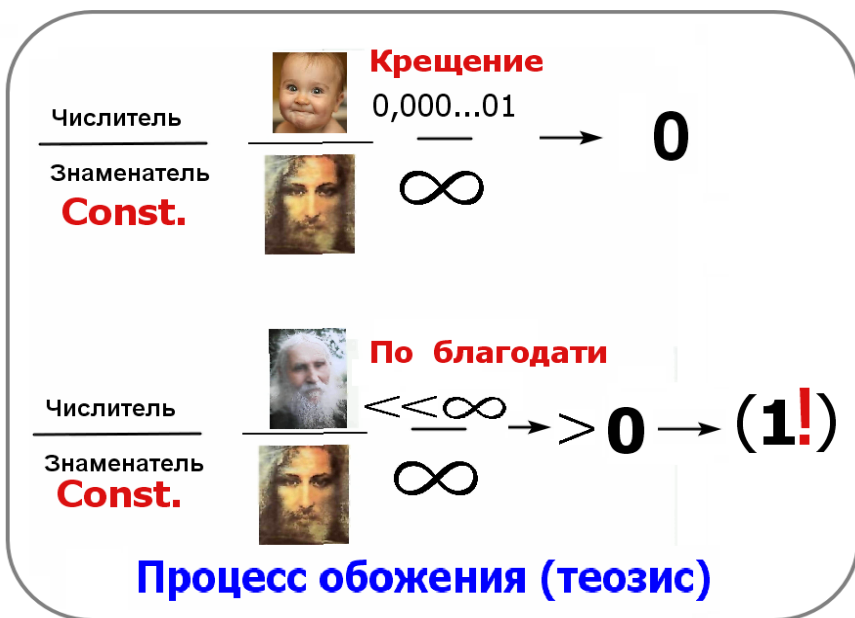 Крещение
Числитель
0,000...01
→ 0
Знаменатель
∞
Const.
По благодати
Числитель
<<∞
→ >0 → (1!)
Знаменатель
∞
Const.
Процесс обожения (теозис)